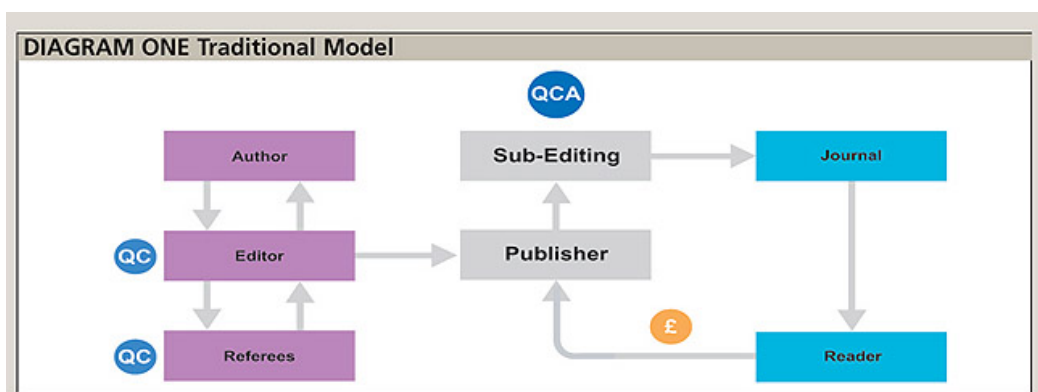 DIAGRAM ONE Traditional Model
QCA
Author
Sub-Editing
Journal
QC
Editor
Publisher
£
QC
Referees
Reader